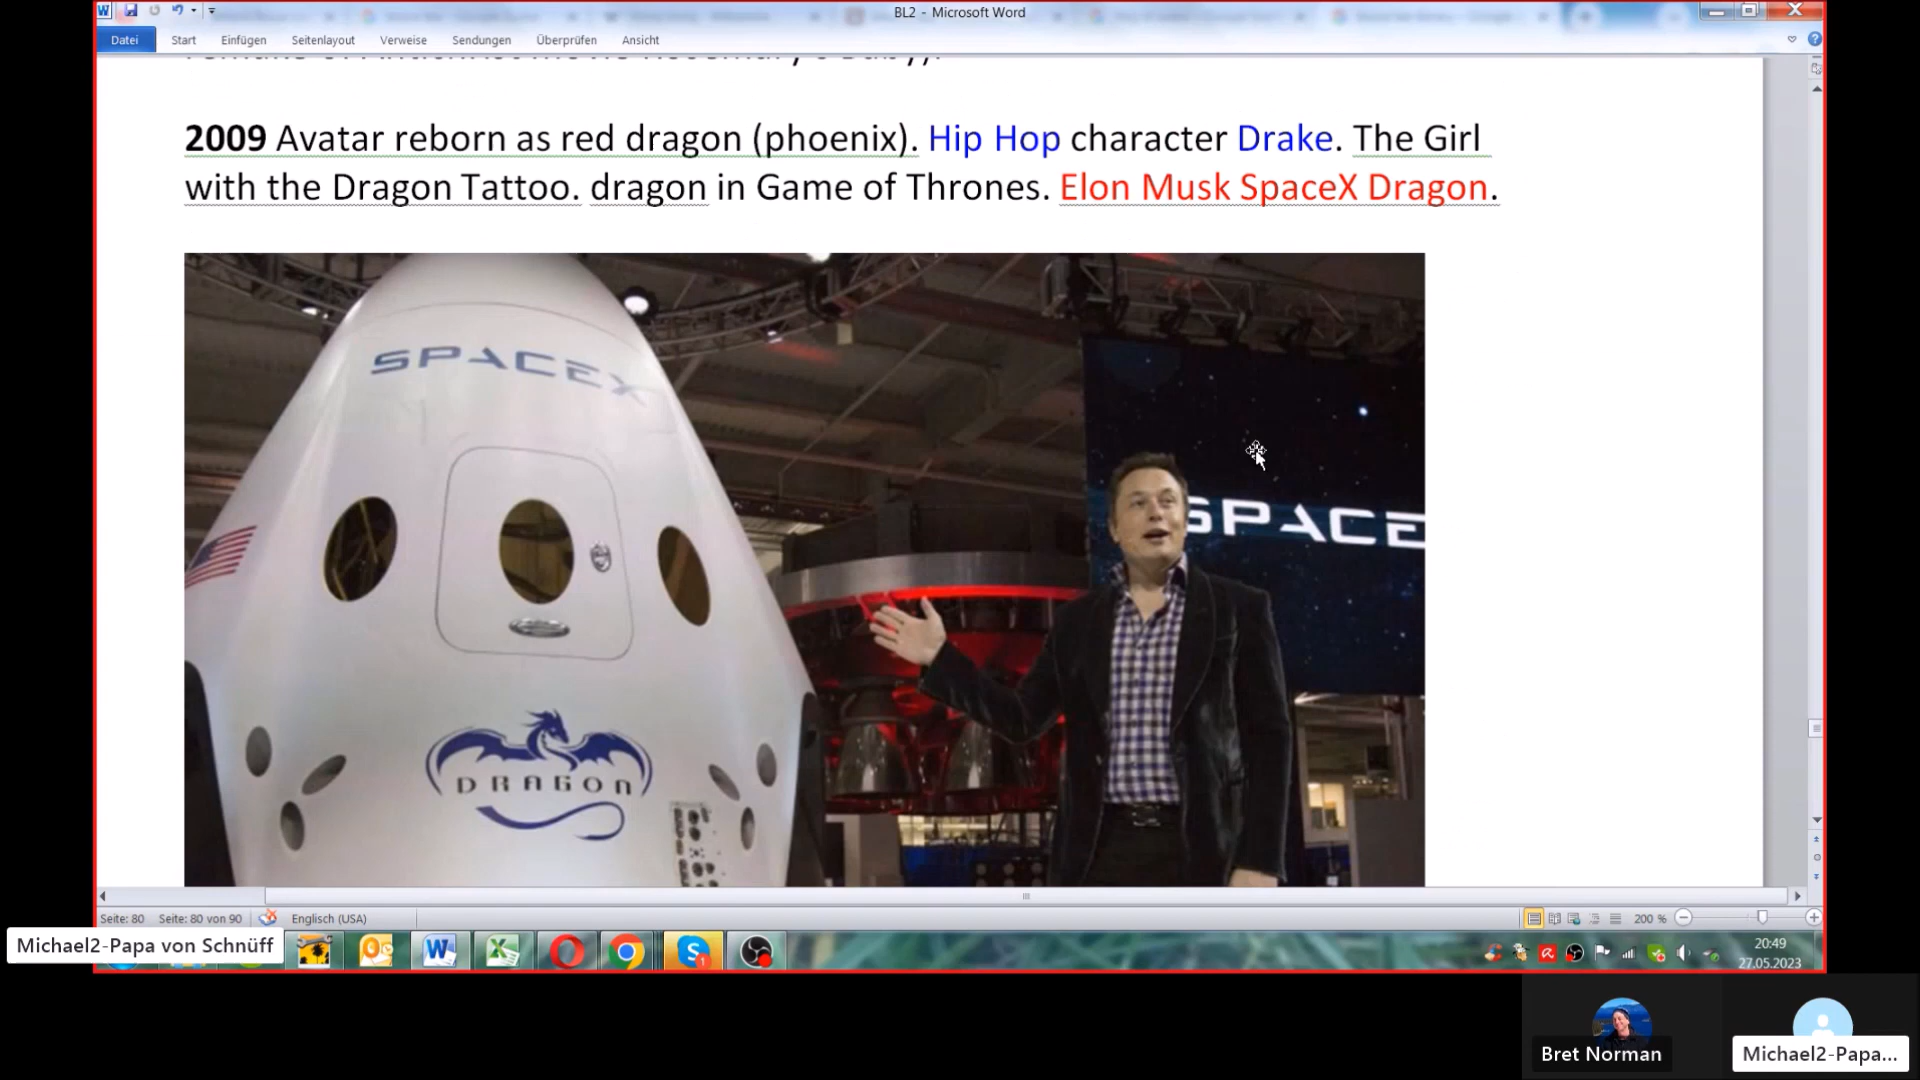 BL2 - Microsoft Word
Datei Start Einfügen Seitenlayout Verweise Sendungen Überprüfen Ansicht
2009 Avatar reborn as red dragon (phoenix). Hip Hop character Drake. The Girl
with the Dragon Tattoo. dragon in Game of Thrones. Elon Musk SpaceX Dragon.
SPACEX
SPACE
DRAGON
Seite: 80 Seite: 80 von 90 Englisch (USA) 200 %
Michael2-Papa von Schnüff
20:49
27.05.2023
Bret Norman
Michael2-Papa...